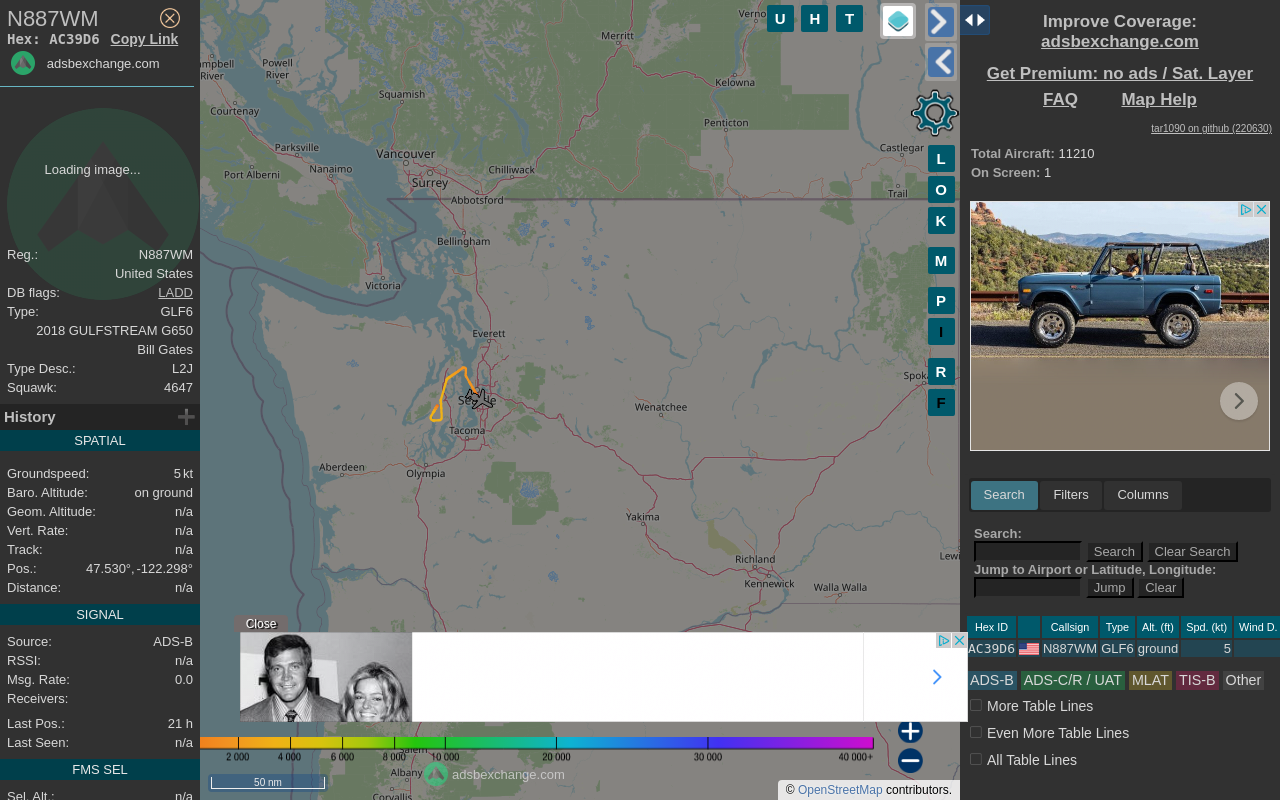 N887WM
Hex: AC39D6 Copy Link
adsbexchange.com
Loading image...
Reg.: N887WM
United States
DB flags: LADD
Type: GLF6
2018 GULFSTREAM G650
Bill Gates
Type Desc.: L2J
Squawk: 4647
History
SPATIAL
Groundspeed: 5 kt
Baro. Altitude: on ground
Geom. Altitude: n/a
Vert. Rate: n/a
Track: n/a
Pos.: 47.530°, -122.298°
Distance: n/a
SIGNAL
Source: ADS-B
RSSI: n/a
Msg. Rate: 0.0
Receivers:
Last Pos.: 21 h
Last Seen: n/a
FMS SEL
Sel. Alt.: n/a
Merritt
Powell
River
River
Squamish
Kelowna
Courtenay
Penticton
Parksville
Vancouver
Castlegar
Nanaimo
Chilliwack
Port Alberni
Surrey
Trail
Abbotsford
Bellingham
Victoria
Everett
Wenatchee
Tacoma
Aberdeen
Olympia
Yakima
Richland
Kennewick
Walla Walla
Albany
Corvallis
U H T
L
O
K
M
P
I
R
F
Close
2 000 4 000 6 000 8 000 10 000 20 000 30 000 40 000+
50 nm
adsbexchange.com
© OpenStreetMap contributors.
Improve Coverage:
adsbexchange.com
Get Premium: no ads / Sat. Layer
FAQ Map Help
tar1090 on github (220630)
Total Aircraft: 11210
On Screen: 1
Search Filters Columns
Search:
Search Clear Search
Jump to Airport or Latitude, Longitude:
Jump Clear
Hex ID Callsign Type Alt. (ft) Spd. (kt) Wind D.
AC39D6 N887WM GLF6 ground 5
ADS-B ADS-C/R / UAT MLAT TIS-B Other
More Table Lines
Even More Table Lines
All Table Lines